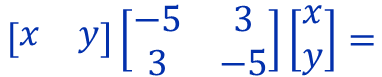 [x y] [−5 3; 3 −5] [x; y] =